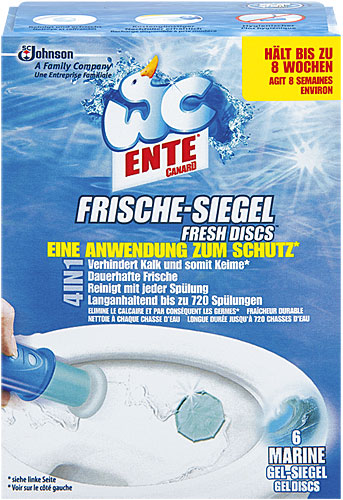 SC Johnson
A Family Company
Une Entreprise Familiale
HÄLT BIS ZU
8 WOCHEN
AGIT 8 SEMAINES
ENVIRON
WC
ENTE®
CANARD
FRISCHE-SIEGEL
FRESH DISCS
EINE ANWENDUNG ZUM SCHUTZ*
4IN1
Verhindert Kalk und somit Keime*
Dauerhafte Frische
Reinigt mit jeder Spülung
Langanhaltend bis zu 720 Spülungen
ELIMINE LE CALCAIRE ET PAR CONSÉQUENT LES GERMES* FRAÎCHEUR DURABLE
NETTOIE A CHAQUE CHASSE D'EAU LONGUE DURÉE JUSQU'À 720 CHASSES D'EAU
6
MARINE
GEL-SIEGEL
GELDISCS
* siehe linke Seite
* Voir sur le côté gauche